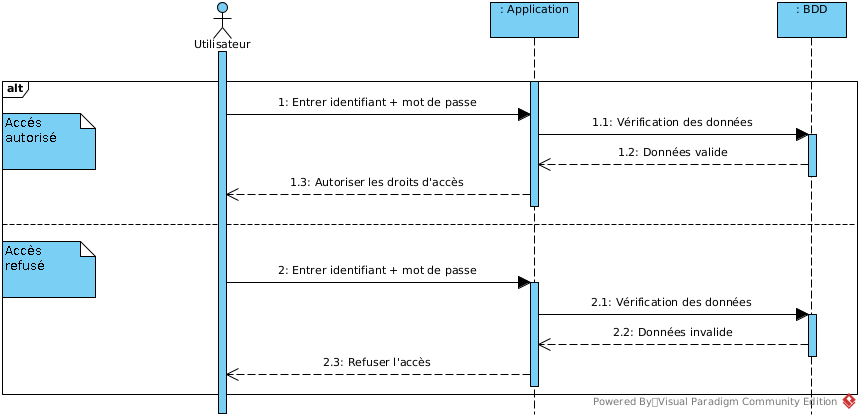 : Application
: BDD
Utilisateur
alt
Accés
autorisé
1: Entrer identifiant + mot de passe
1.1: Vérification des données
1.2: Données valide
1.3: Autoriser les droits d'accès
Accès
refusé
2: Entrer identifiant + mot de passe
2.1: Vérification des données
2.2: Données invalide
2.3: Refuser l'accès
Powered By Visual Paradigm Community Edition